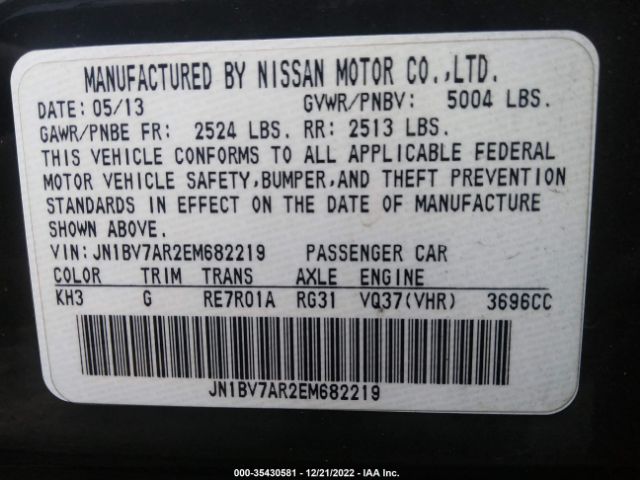 MANUFACTURED BY NISSAN MOTOR CO.,LTD.
DATE: 05/13 GVWR/PNBV: 5004 LBS.
GAWR/PNBE FR: 2524 LBS. RR: 2513 LBS.
THIS VEHICLE CONFORMS TO ALL APPLICABLE FEDERAL
MOTOR VEHICLE SAFETY,BUMPER,AND THEFT PREVENTION
STANDARDS IN EFFECT ON THE DATE OF MANUFACTURE
SHOWN ABOVE.
VIN: JN1BV7AR2EM682219 PASSENGER CAR
COLOR TRIM TRANS AXLE ENGINE
KH3 G RE7R01A RG31 VQ37(VHR) 3696CC
JN1BV7AR2EM682219
000-35430581 - 12/21/2022 - IAA Inc.